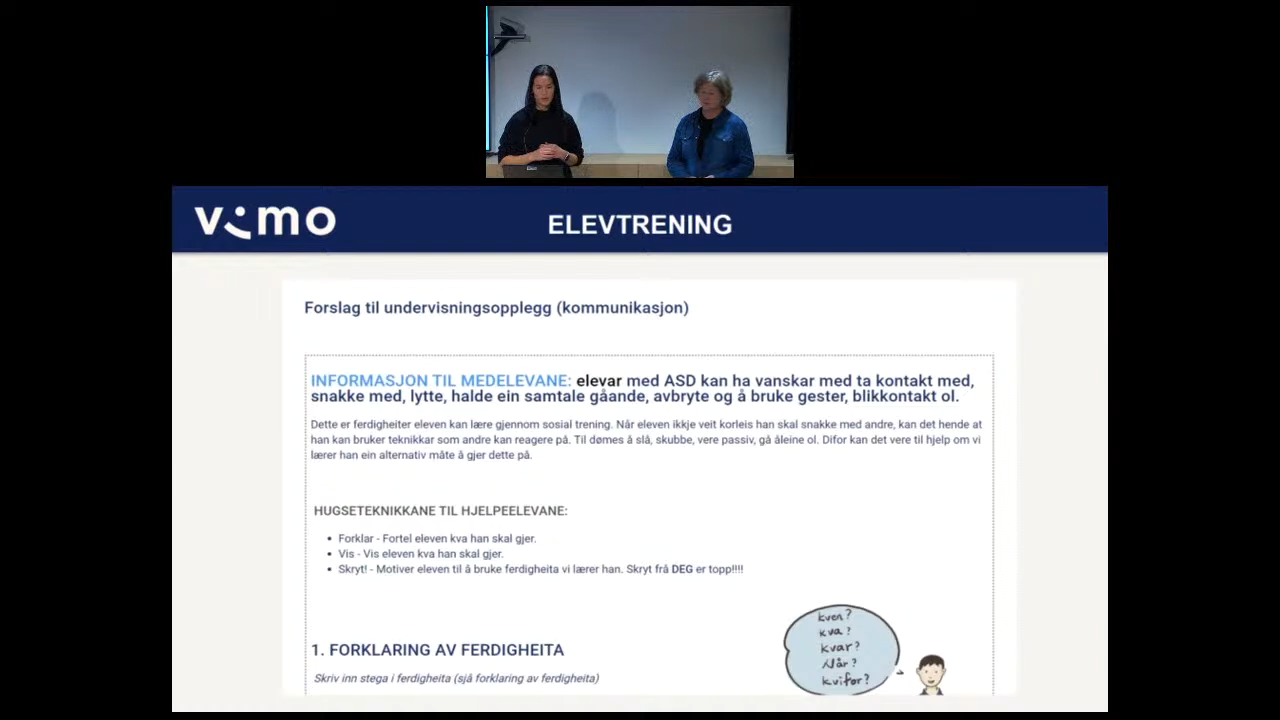 vimo
ELEVTRENING
Forslag til undervisningsopplegg (kommunikasjon)
INFORMASJON TIL MEDELEVANE: elevar med ASD kan ha vanskar med ta kontakt med,
snakke med, lytte, halde ein samtale gåande, avbryte og å bruke gester, blikkontakt ol.
Dette er ferdigheiter eleven kan lære gjennom sosial trening. Når eleven ikkje veit korleis han skal snakke med andre, kan det hende at
han kan bruker teknikkar som andre kan reagere på. Til dømes å slå, skubbe, vere passiv, gå åleine ol. Difor kan det vere til hjelp om vi
lærer han ein alternativ måte å gjer dette på.
HUGSETEKNIKKANE TIL HJELPEELEVANE:
• Forklar - Fortel eleven kva han skal gjer.
• Vis - Vis eleven kva han skal gjer.
• Skryt! - Motiver eleven til å bruke ferdigheita vi lærer han. Skryt frå DEG er topp!!!!
kven?
kva?
kvar?
Når?
kvifor?
1. FORKLARING AV FERDIGHEITA
Skriv inn stega i ferdigheita (sjå forklaring av ferdigheita)